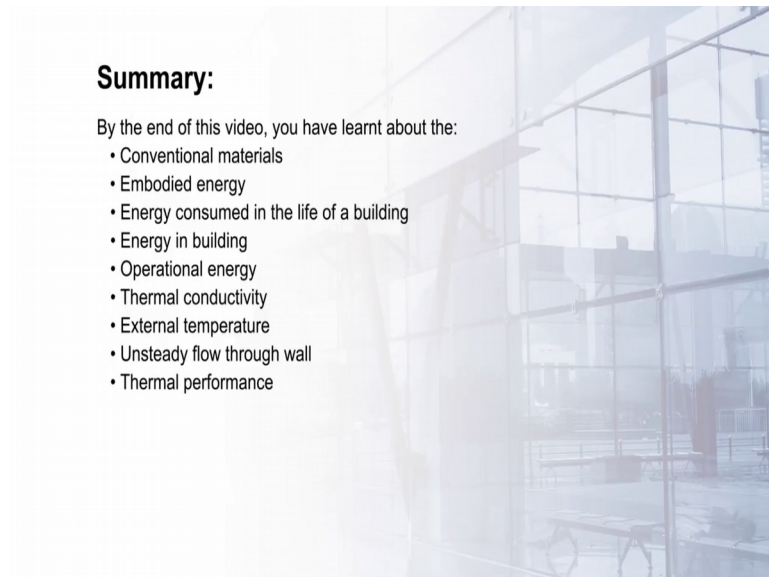 Summary:
By the end of this video, you have learnt about the:
• Conventional materials
• Embodied energy
• Energy consumed in the life of a building
• Energy in building
• Operational energy
• Thermal conductivity
• External temperature
• Unsteady flow through wall
• Thermal performance